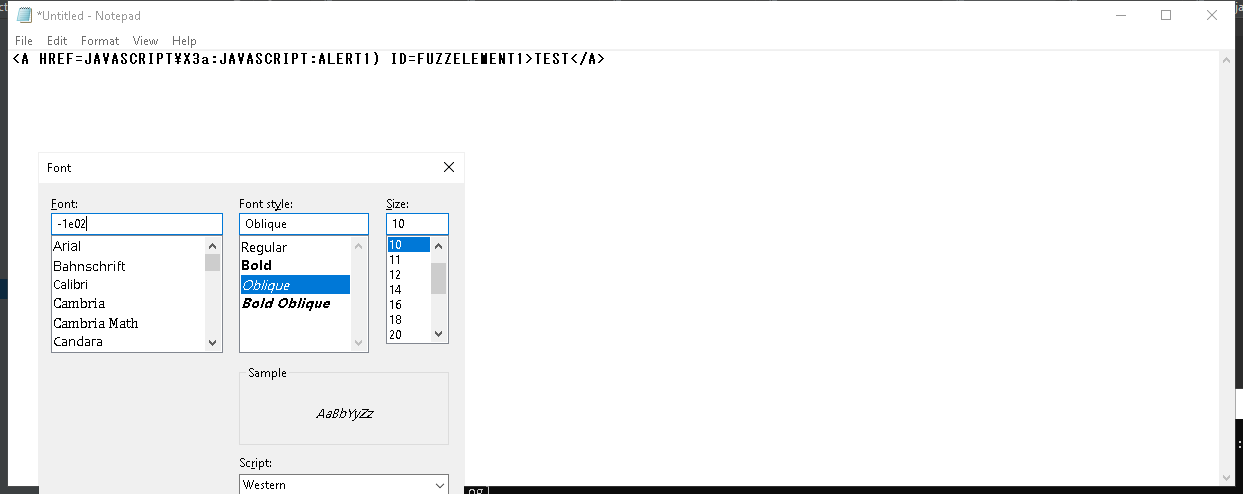 *Untitled - Notepad
File Edit Format View Help
<A HREF=JAVASCRIPT¥X3a:JAVASCRIPT:ALERT1) ID=FUZZELEMENT1>TEST</A>
Font
Font: Font style: Size:
-1e02 Oblique 10
Arial Regular 10
Bahnschrift Bold 11
Calibri Oblique 12
Cambria Bold Oblique 14
Cambria Math 16
Candara 18
20
Sample
AaBbYyZz
Script:
Western